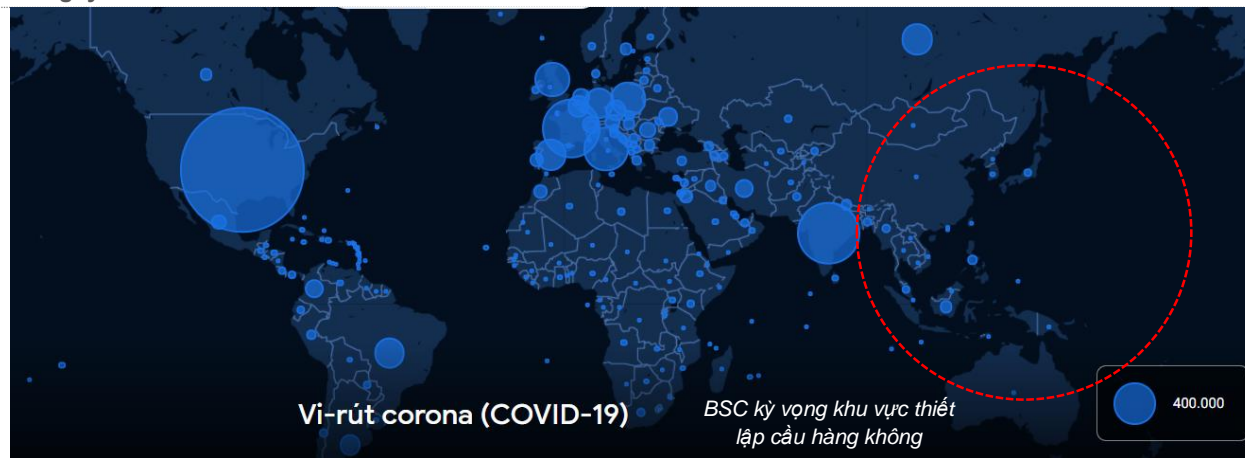 Vi-rút corona (COVID-19)
BSC kỳ vọng khu vực thiết
lập cầu hàng không
400.000